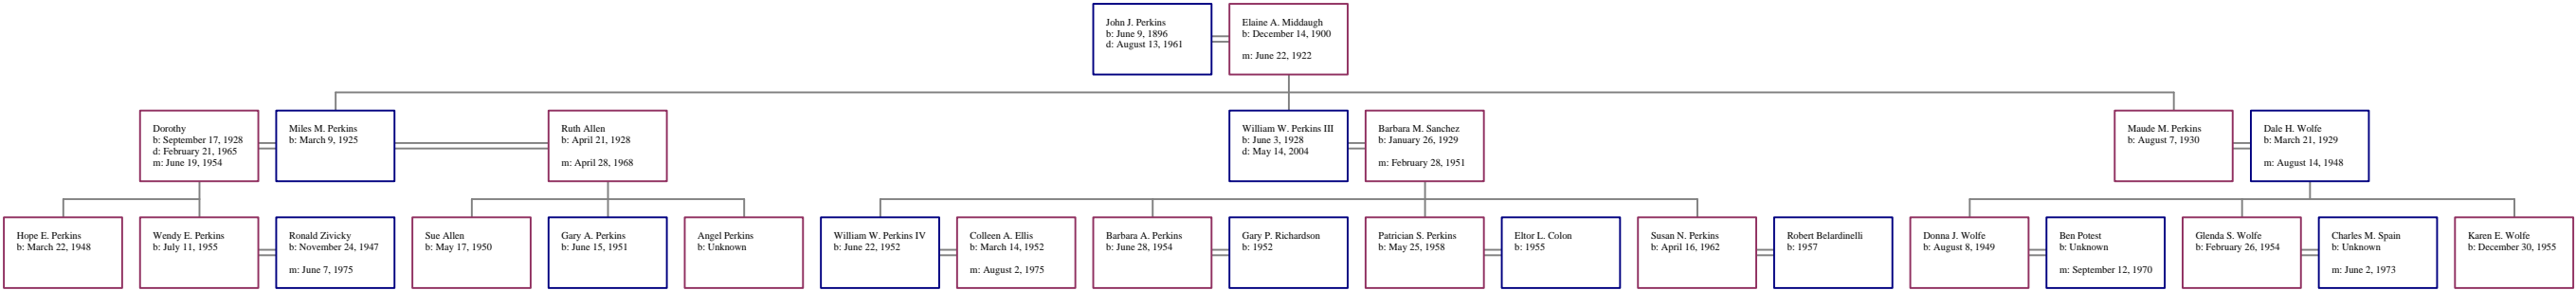 John J. Perkins
b: June 9, 1896
d: August 13, 1961
Elaine A. Middaugh
b: December 14, 1900
m: June 22, 1922
Dorothy
b: September 17, 1928
d: February 21, 1965
m: June 19, 1954
Miles M. Perkins
b: March 9, 1925
Ruth Allen
b: April 21, 1928
m: April 28, 1968
William W. Perkins III
b: June 3, 1928
d: May 14, 2004
Barbara M. Sanchez
b: January 26, 1929
m: February 28, 1951
Maude M. Perkins
b: August 7, 1930
Dale H. Wolfe
b: March 21, 1929
m: August 14, 1948
Hope E. Perkins
b: March 22, 1948
Wendy E. Perkins
b: July 11, 1955
Ronald Zivicky
b: November 24, 1947
m: June 7, 1975
Sue Allen
b: May 17, 1950
Gary A. Perkins
b: June 15, 1951
Angel Perkins
b: Unknown
William W. Perkins IV
b: June 22, 1952
Colleen A. Ellis
b: March 14, 1952
m: August 2, 1975
Barbara A. Perkins
b: June 28, 1954
Gary P. Richardson
b: 1952
Patrician S. Perkins
b: May 25, 1958
Eltor L. Colon
b: 1955
Susan N. Perkins
b: April 16, 1962
Robert Belardinelli
b: 1957
Donna J. Wolfe
b: August 8, 1949
Ben Potest
b: Unknown
m: September 12, 1970
Glenda S. Wolfe
b: February 26, 1954
Charles M. Spain
b: Unknown
m: June 2, 1973
Karen E. Wolfe
b: December 30, 1955